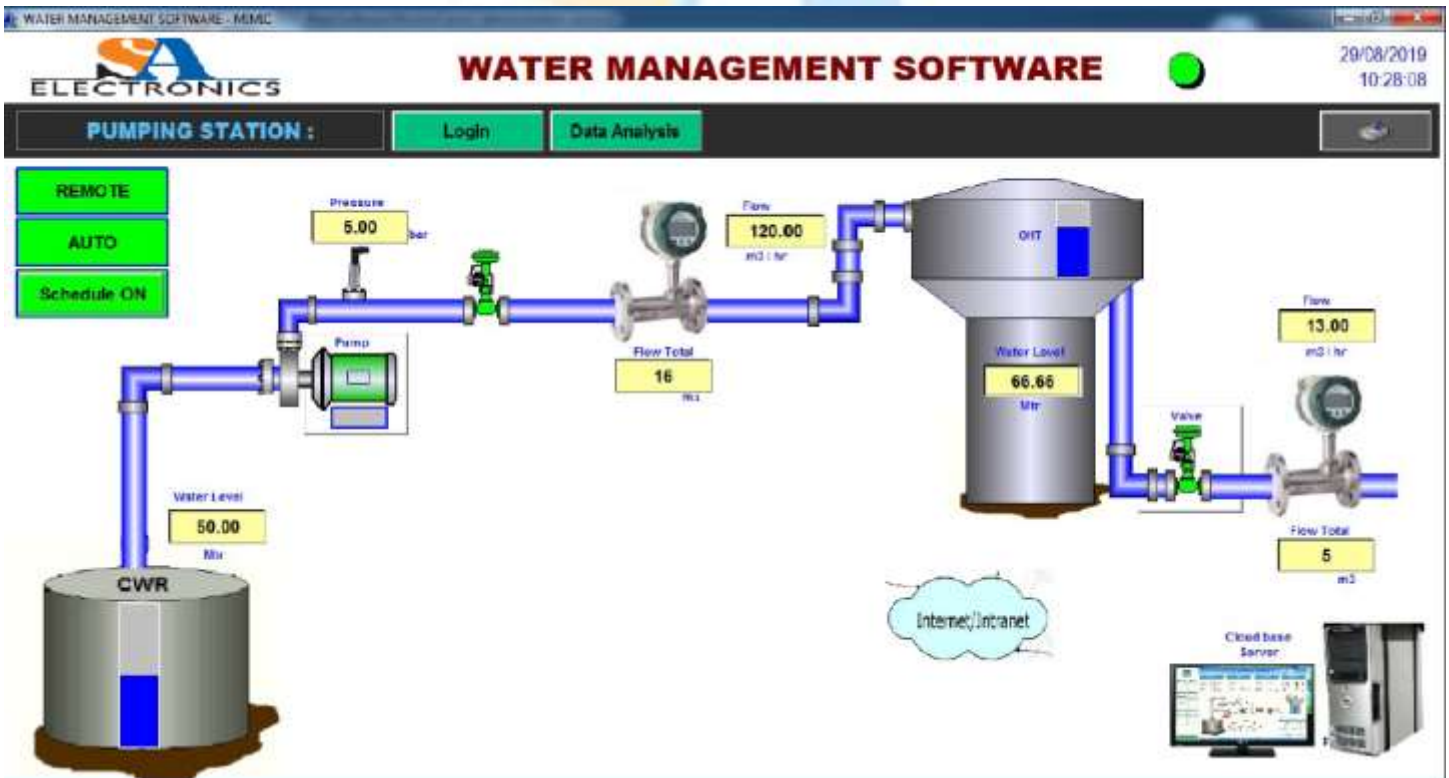 WATER MANAGEMENT SOFTWARE - MIMIC
SA
ELECTRONICS
WATER MANAGEMENT SOFTWARE
29/08/2019
10:28:08
PUMPING STATION :
Login
Data Analysis
REMOTE
AUTO
Schedule ON
Pressure
5.00
bar
Flow
120.00
m3 / hr
OHT
Pump
Flow Total
16
m3
Water Level
66.66
Mtr
Flow
13.00
m3 / hr
Valve
Flow Total
5
m3
Water Level
50.00
Mtr
CWR
Internet/Intranet
Cloud base
Server